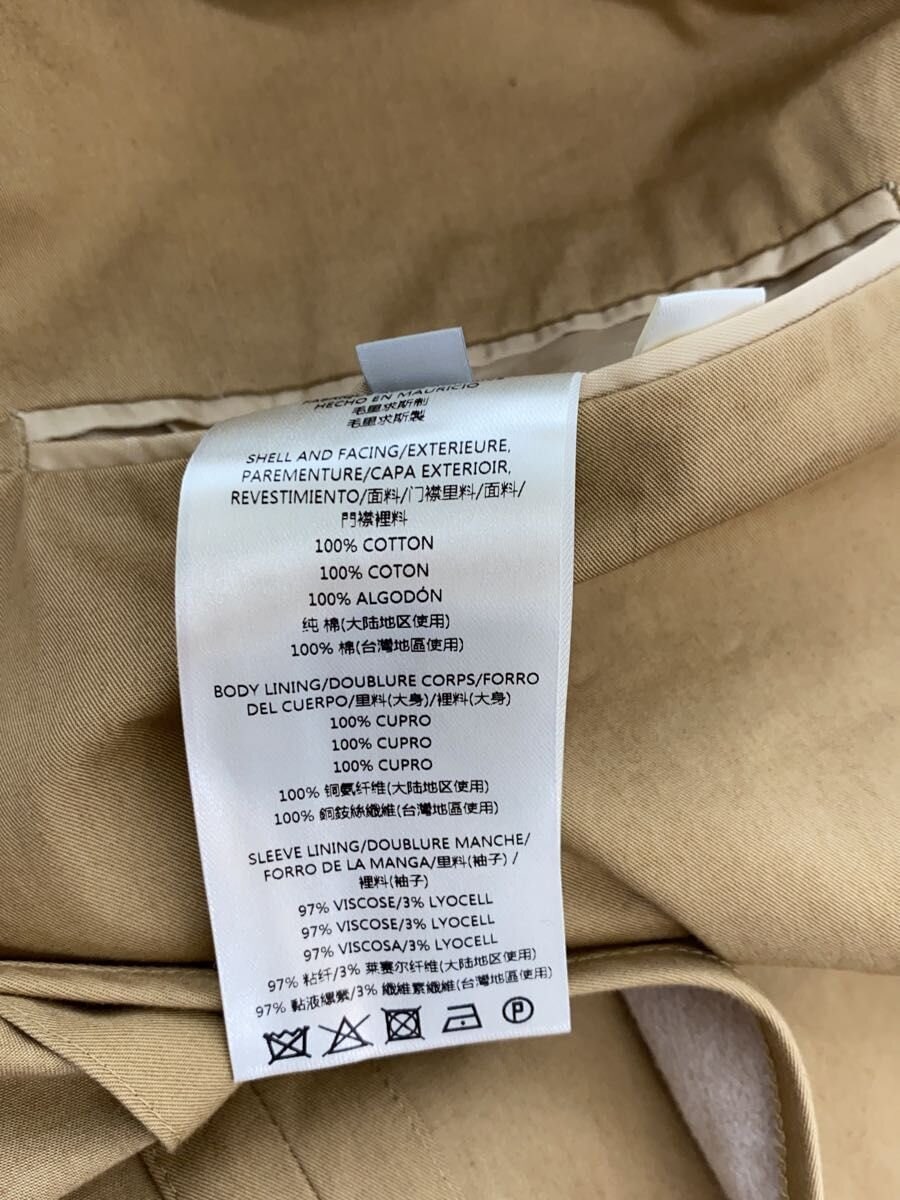 HECHO EN MAURICIO
毛里求斯制
毛里求斯製
SHELL AND FACING/EXTERIEURE,
PAREMENTURE/CAPA EXTERIOIR,
REVESTIMIENTO/面料/门襟里料/面料/
門襟裡料
100% COTTON
100% COTON
100% ALGODÓN
纯 棉(大陆地区使用)
100% 棉(台灣地區使用)
BODY LINING/DOUBLURE CORPS/FORRO
DEL CUERPO/里料(大身)/裡料(大身)
100% CUPRO
100% CUPRO
100% CUPRO
100% 铜氨纤维(大陆地区使用)
100% 銅銨絲纖維(台灣地區使用)
SLEEVE LINING/DOUBLURE MANCHE/
FORRO DE LA MANGA/里料(袖子) /
裡料(袖子)
97% VISCOSE/3% LYOCELL
97% VISCOSE/3% LYOCELL
97% VISCOSA/3% LYOCELL
97% 粘纤/3% 莱赛尔纤维(大陆地区使用)
97% 黏液縲縈/3% 纖維素纖維(台灣地區使用)
P